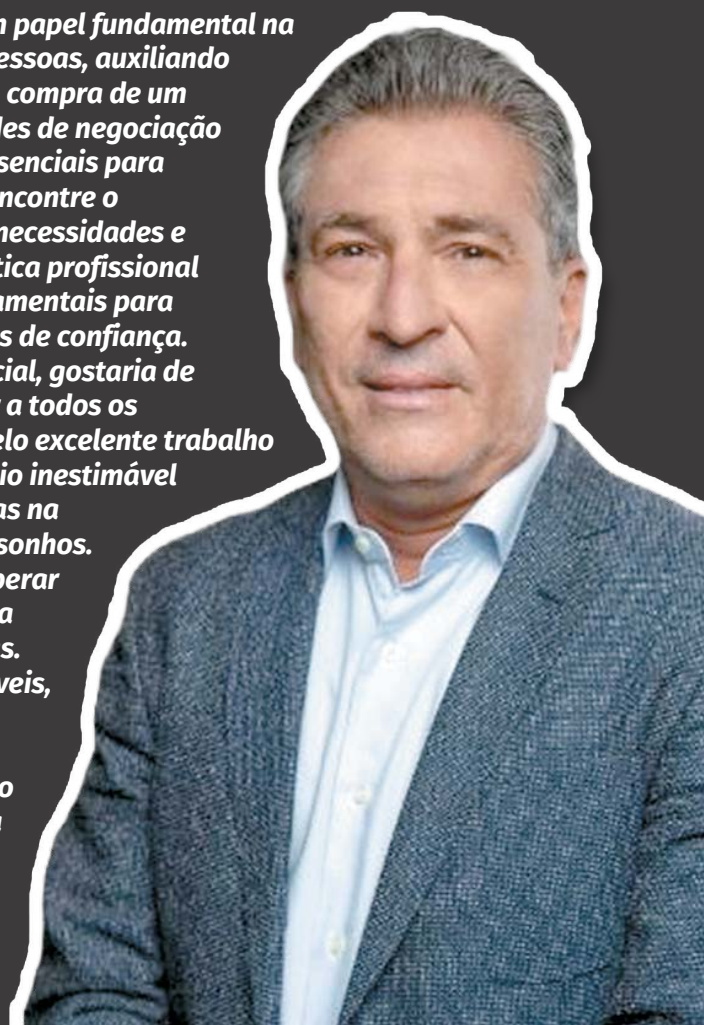 papel fundamental na
essoas, auxiliando
compra de um
des de negociação
senciais para
ncontre o
necessidades e
tica profissional
amentais para
s de confiança.
cial, gostaria de
a todos os
elo excelente trabalho
io inestimável
as na
sonhos.
perar
a
s.
veis,
o